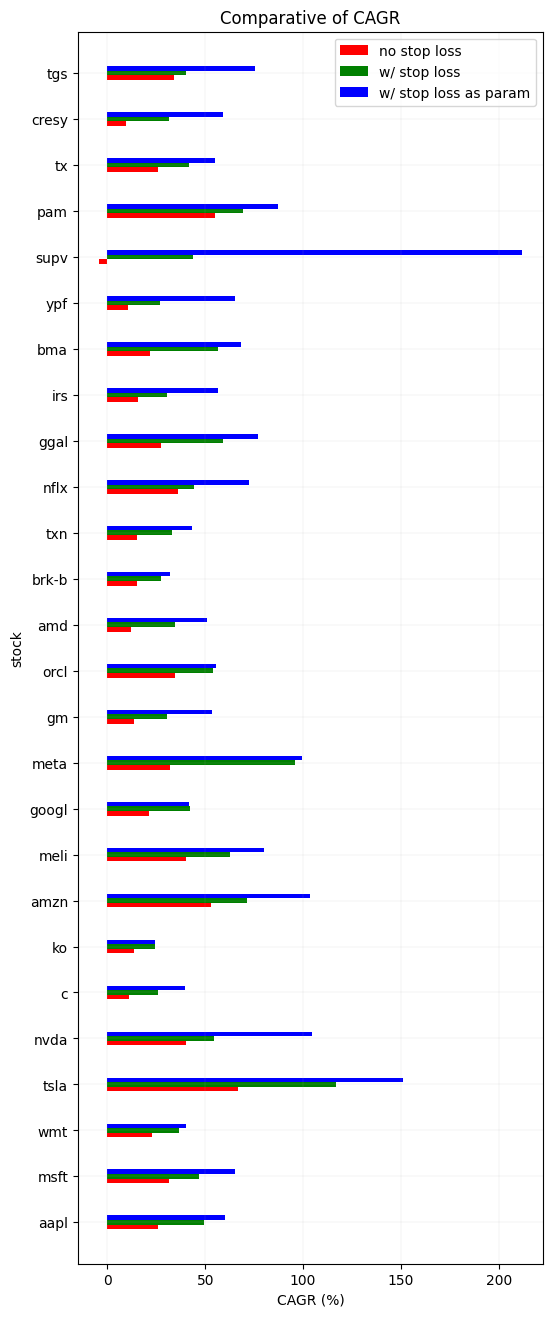 Comparative of CAGR
no stop loss
w/ stop loss
w/ stop loss as param
tgs
cresy
tx
pam
supv
ypf
bma
irs
ggal
nflx
txn
brk-b
amd
orcl
gm
meta
googl
meli
amzn
ko
c
nvda
tsla
wmt
msft
aapl
stock
0 50 100 150 200
CAGR (%)